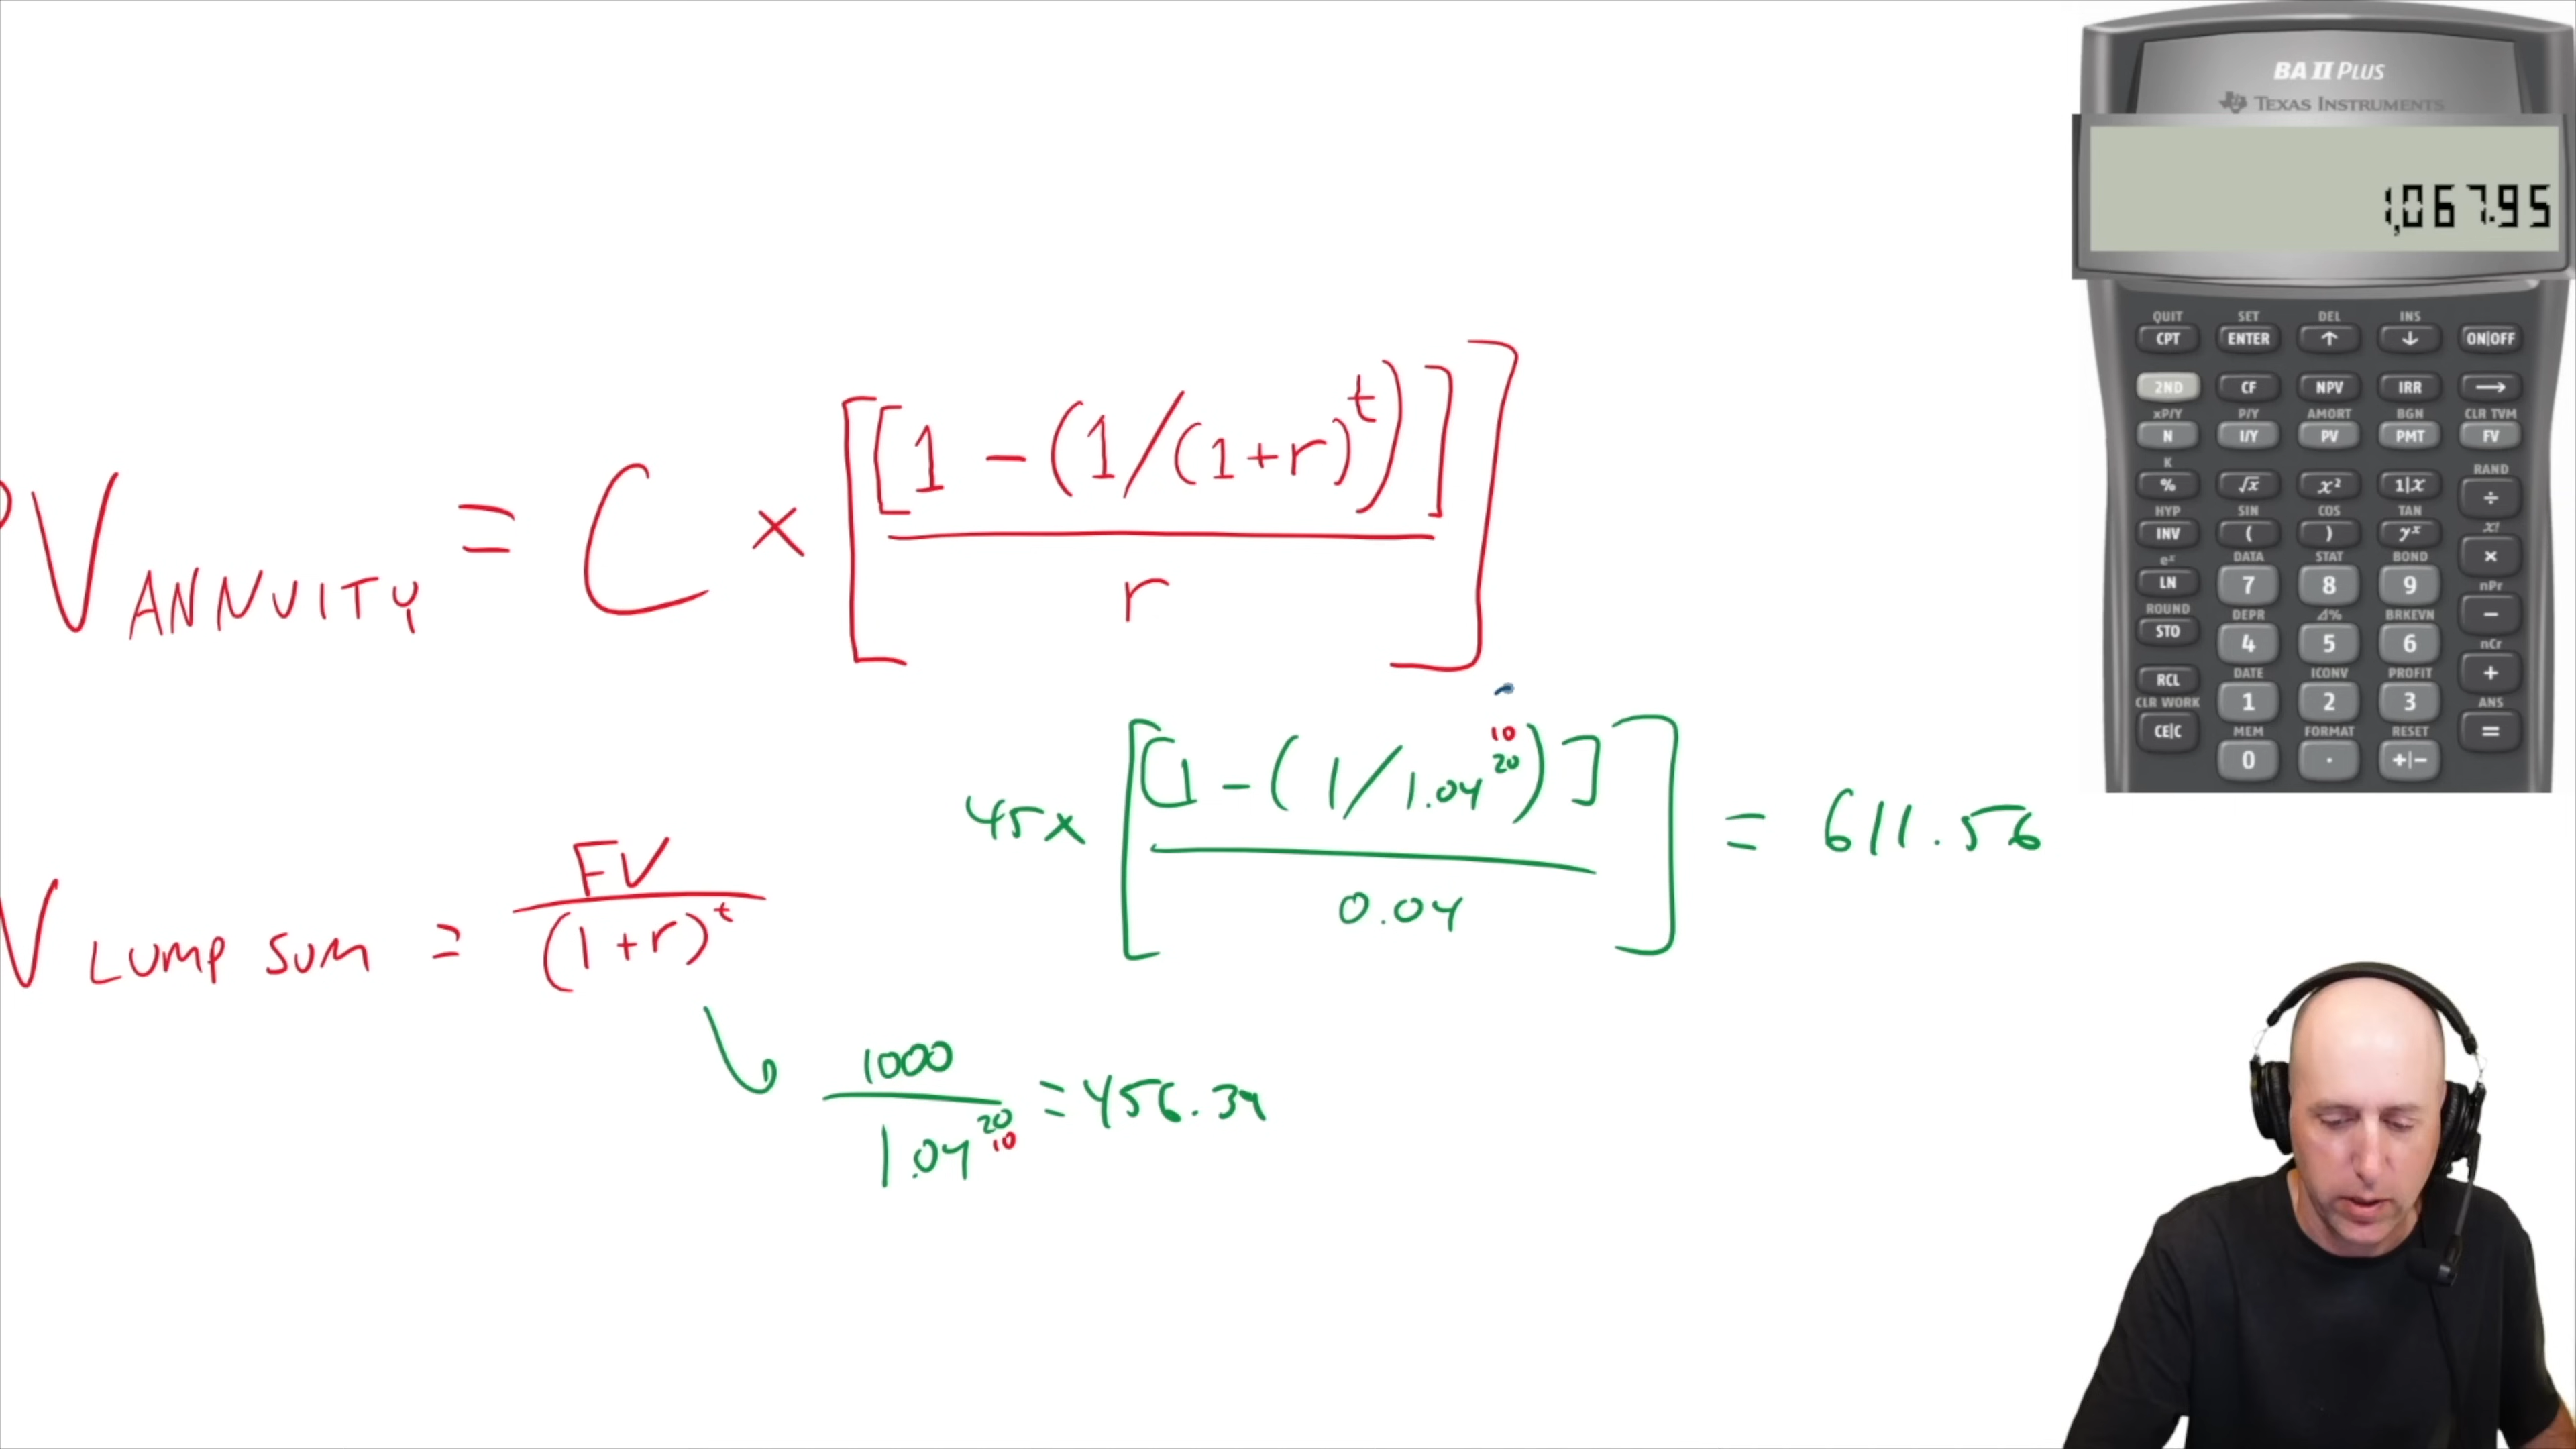 PV ANNUITY = C × [[1 - (1/(1+r)^t)] / r]
45 × [[1 - (1/1.04^20 10)] / 0.04] = 611.56
V LUMP SUM = FV / (1+r)^t
1000 / 1.04^20 10 = 456.39
BA II PLUS
TEXAS INSTRUMENTS
1,067.95
QUIT SET DEL INS
CPT ENTER ↑ ↓ ON|OFF
2ND CF NPV IRR →
xP/Y P/Y AMORT BGN CLR TVM
N I/Y PV PMT FV
K RAND
% √x x² 1|x ÷
HYP SIN COS TAN x!
INV ( ) yˣ ×
eˣ DATA STAT BOND nPr
LN 7 8 9 −
ROUND DEPR Δ% BRKEVN nCr
STO 4 5 6 +
DATE ICONV PROFIT ANS
RCL 1 2 3 =
CLR WORK MEM FORMAT RESET
CE|C 0 . +|−